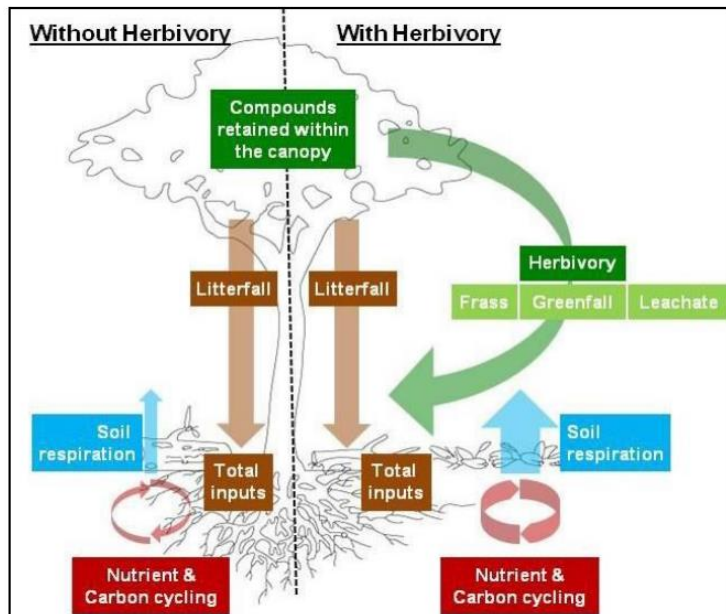 Without Herbivory
With Herbivory
Compounds
retained within
the canopy
Litterfall
Litterfall
Herbivory
Frass
Greenfall
Leachate
Soil
respiration
Soil
respiration
Total
inputs
Total
inputs
Nutrient &
Carbon cycling
Nutrient &
Carbon cycling